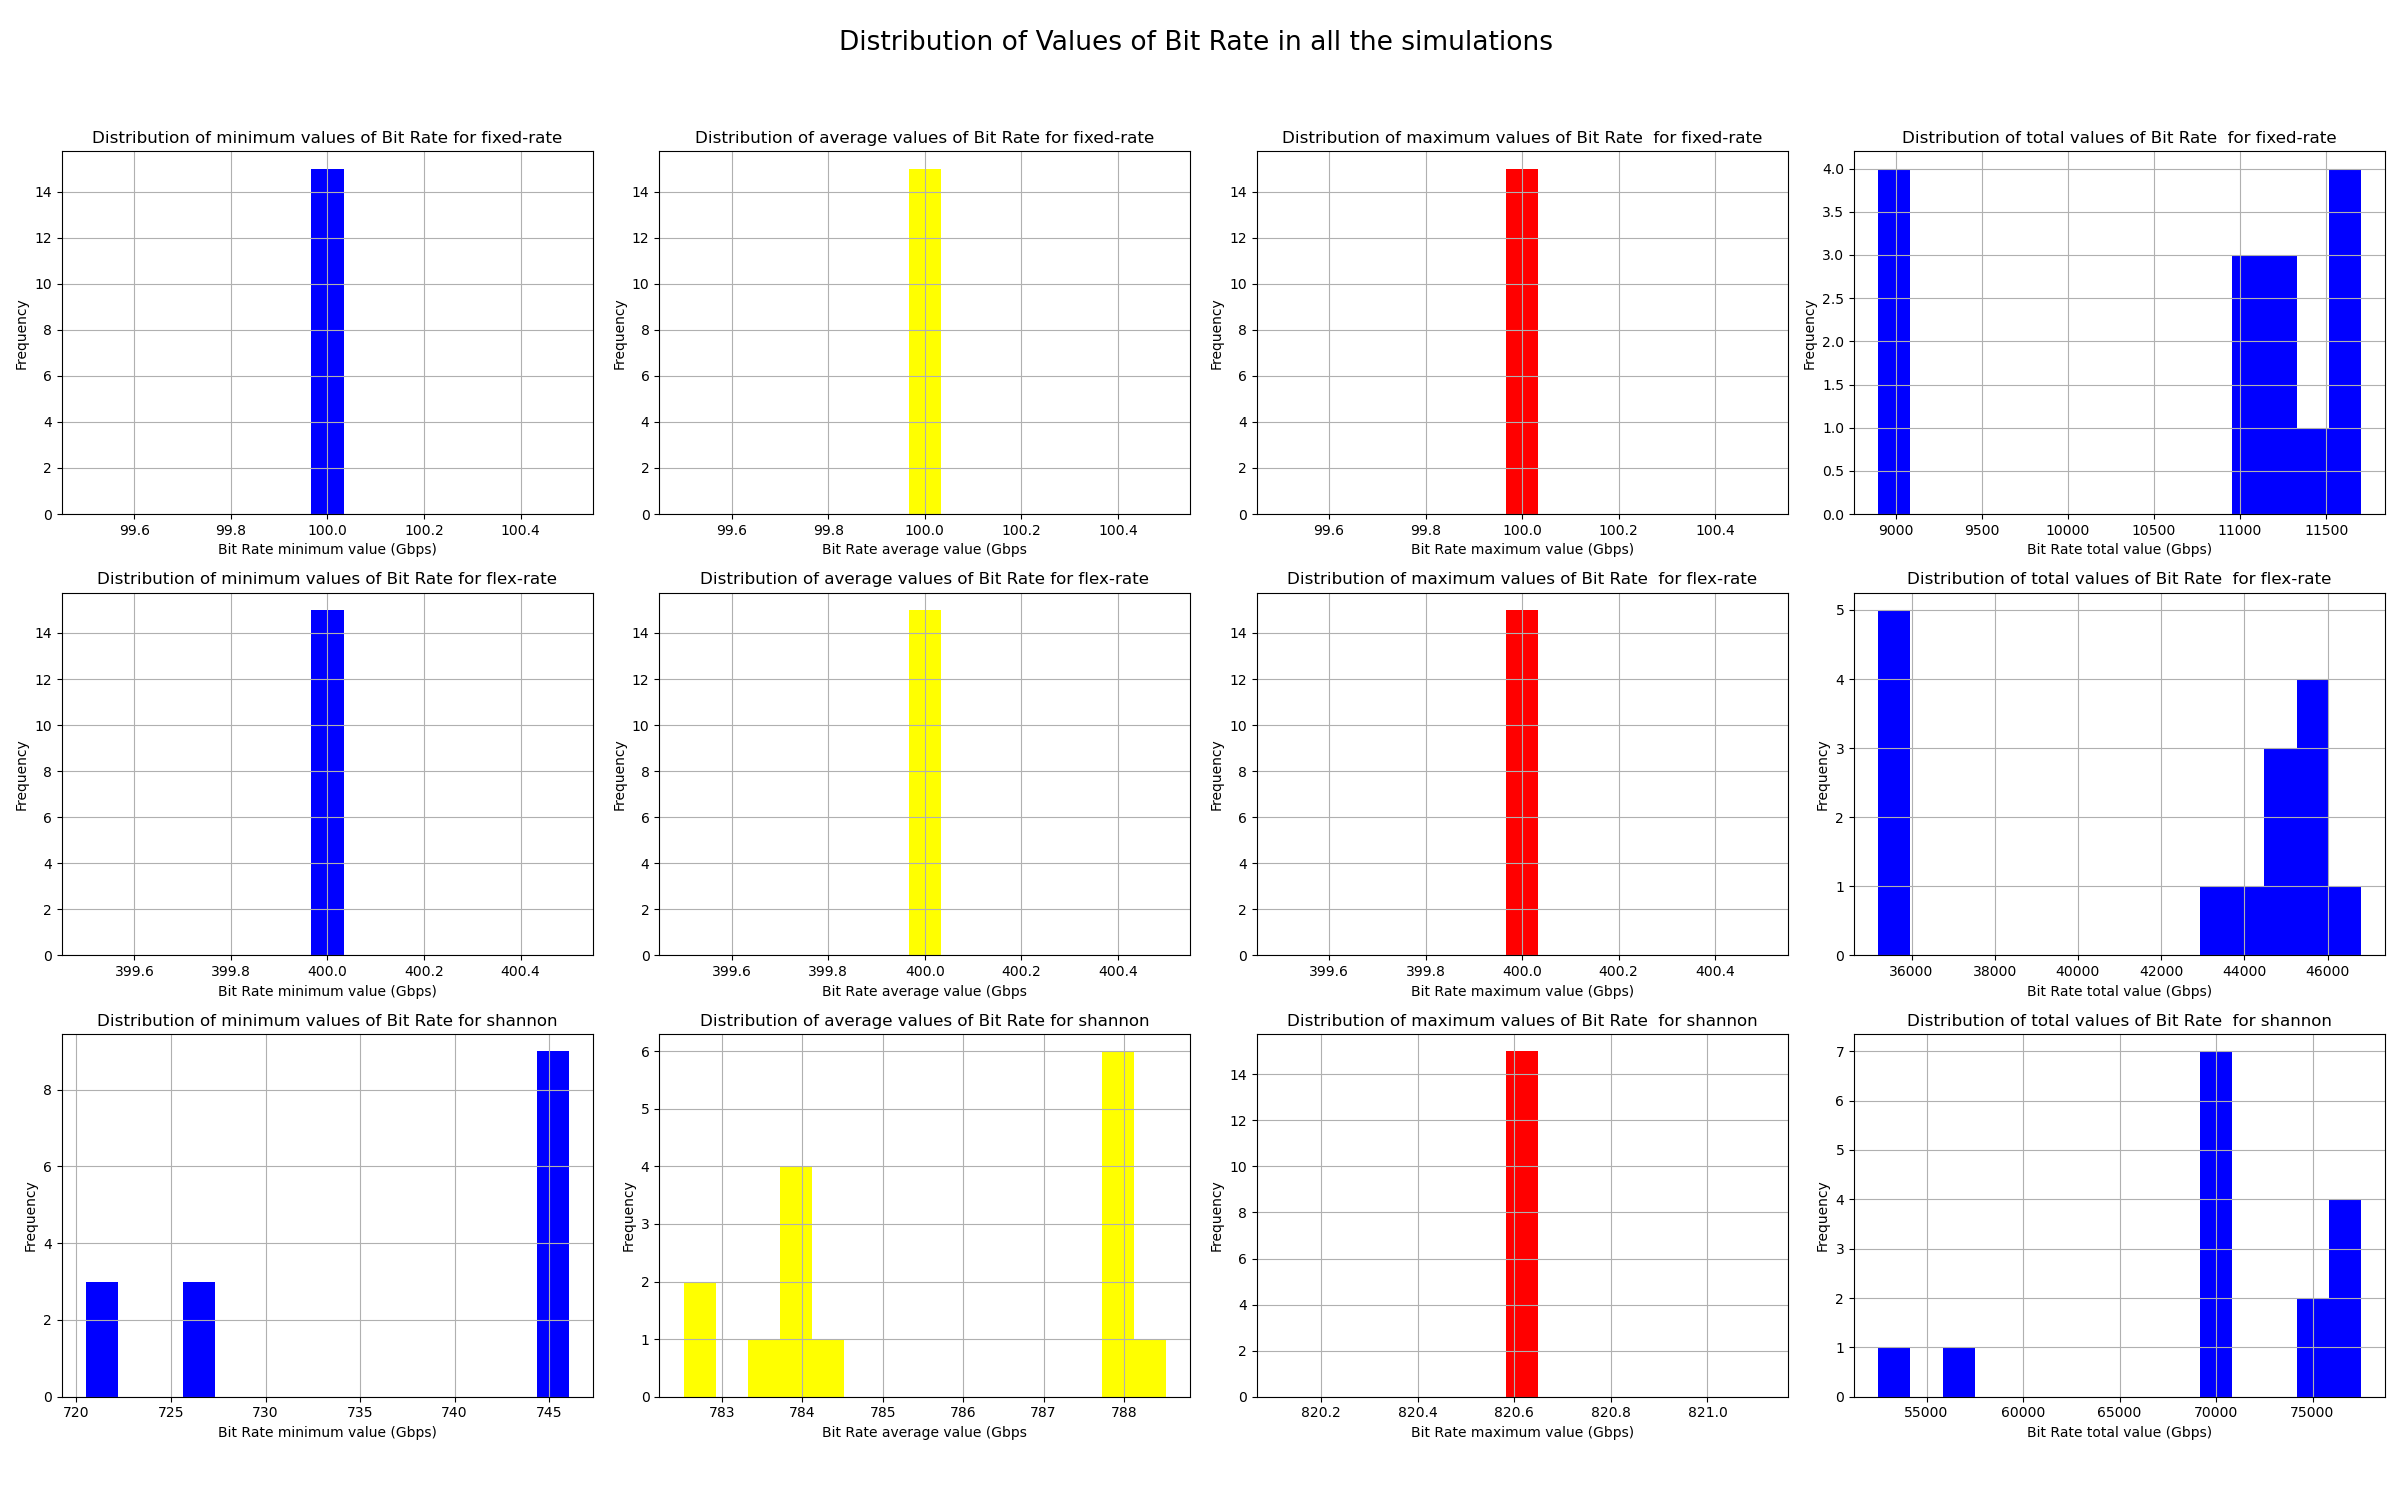 Distribution of Values of Bit Rate in all the simulations
Distribution of minimum values of Bit Rate for fixed-rate
Frequency
0 2 4 6 8 10 12 14
99.6 99.8 100.0 100.2 100.4
Bit Rate minimum value (Gbps)
Distribution of average values of Bit Rate for fixed-rate
Frequency
0 2 4 6 8 10 12 14
99.6 99.8 100.0 100.2 100.4
Bit Rate average value (Gbps
Distribution of maximum values of Bit Rate  for fixed-rate
Frequency
0 2 4 6 8 10 12 14
99.6 99.8 100.0 100.2 100.4
Bit Rate maximum value (Gbps)
Distribution of total values of Bit Rate  for fixed-rate
Frequency
0.0 0.5 1.0 1.5 2.0 2.5 3.0 3.5 4.0
9000 9500 10000 10500 11000 11500
Bit Rate total value (Gbps)
Distribution of minimum values of Bit Rate for flex-rate
Frequency
0 2 4 6 8 10 12 14
399.6 399.8 400.0 400.2 400.4
Bit Rate minimum value (Gbps)
Distribution of average values of Bit Rate for flex-rate
Frequency
0 2 4 6 8 10 12 14
399.6 399.8 400.0 400.2 400.4
Bit Rate average value (Gbps
Distribution of maximum values of Bit Rate  for flex-rate
Frequency
0 2 4 6 8 10 12 14
399.6 399.8 400.0 400.2 400.4
Bit Rate maximum value (Gbps)
Distribution of total values of Bit Rate  for flex-rate
Frequency
0 1 2 3 4 5
36000 38000 40000 42000 44000 46000
Bit Rate total value (Gbps)
Distribution of minimum values of Bit Rate for shannon
Frequency
0 2 4 6 8
720 725 730 735 740 745
Bit Rate minimum value (Gbps)
Distribution of average values of Bit Rate for shannon
Frequency
0 1 2 3 4 5 6
783 784 785 786 787 788
Bit Rate average value (Gbps
Distribution of maximum values of Bit Rate  for shannon
Frequency
0 2 4 6 8 10 12 14
820.2 820.4 820.6 820.8 821.0
Bit Rate maximum value (Gbps)
Distribution of total values of Bit Rate  for shannon
Frequency
0 1 2 3 4 5 6 7
55000 60000 65000 70000 75000
Bit Rate total value (Gbps)